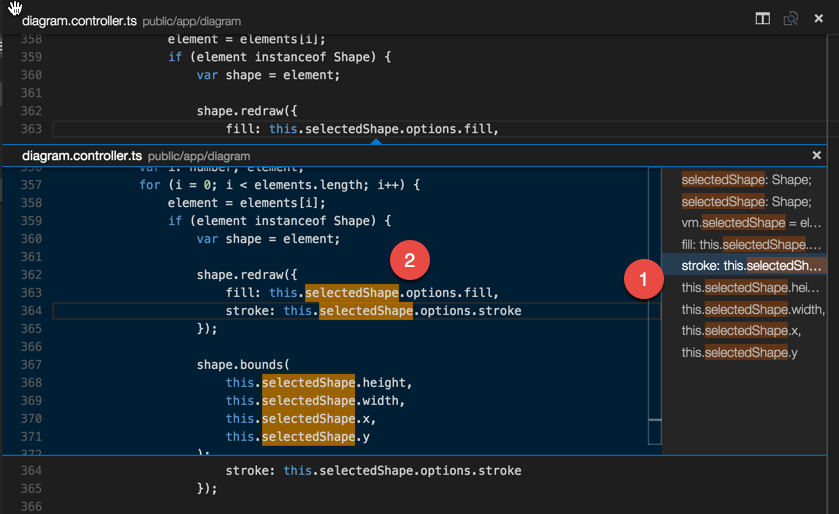 diagram.controller.ts public/app/diagram
358 element = elements[i];
359 if (element instanceof Shape) {
360 var shape = element;
361
362 shape.redraw({
363 fill: this.selectedShape.options.fill,
diagram.controller.ts public/app/diagram
356 var i: number, element;
357 for (i = 0; i < elements.length; i++) {
358 element = elements[i];
359 if (element instanceof Shape) {
360 var shape = element;
361
362 shape.redraw({
2
363 fill: this.selectedShape.options.fill,
364 stroke: this.selectedShape.options.stroke
365 });
366
367 shape.bounds(
368 this.selectedShape.height,
369 this.selectedShape.width,
370 this.selectedShape.x,
371 this.selectedShape.y
372 );
selectedShape: Shape;
selectedShape: Shape;
vm.selectedShape = el...
fill: this.selectedShape....
1
stroke: this.selectedSh...
this.selectedShape.hei...
this.selectedShape.width,
this.selectedShape.x,
this.selectedShape.y
364 stroke: this.selectedShape.options.stroke
365 });
366